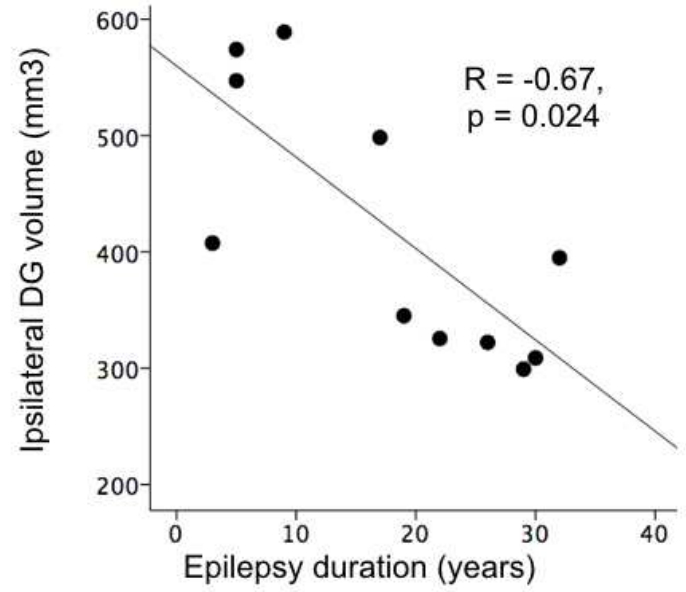 600
500
400
300
200
Ipsilateral DG volume (mm3)
R = -0.67,
p = 0.024
0 10 20 30 40
Epilepsy duration (years)